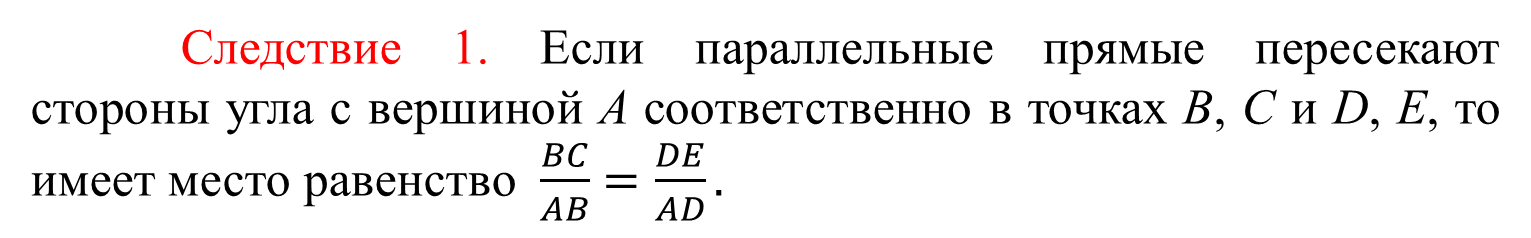 Следствие 1. Если параллельные прямые пересекают
стороны угла с вершиной A соответственно в точках B, C и D, E, то
имеет место равенство BC/AB = DE/AD.